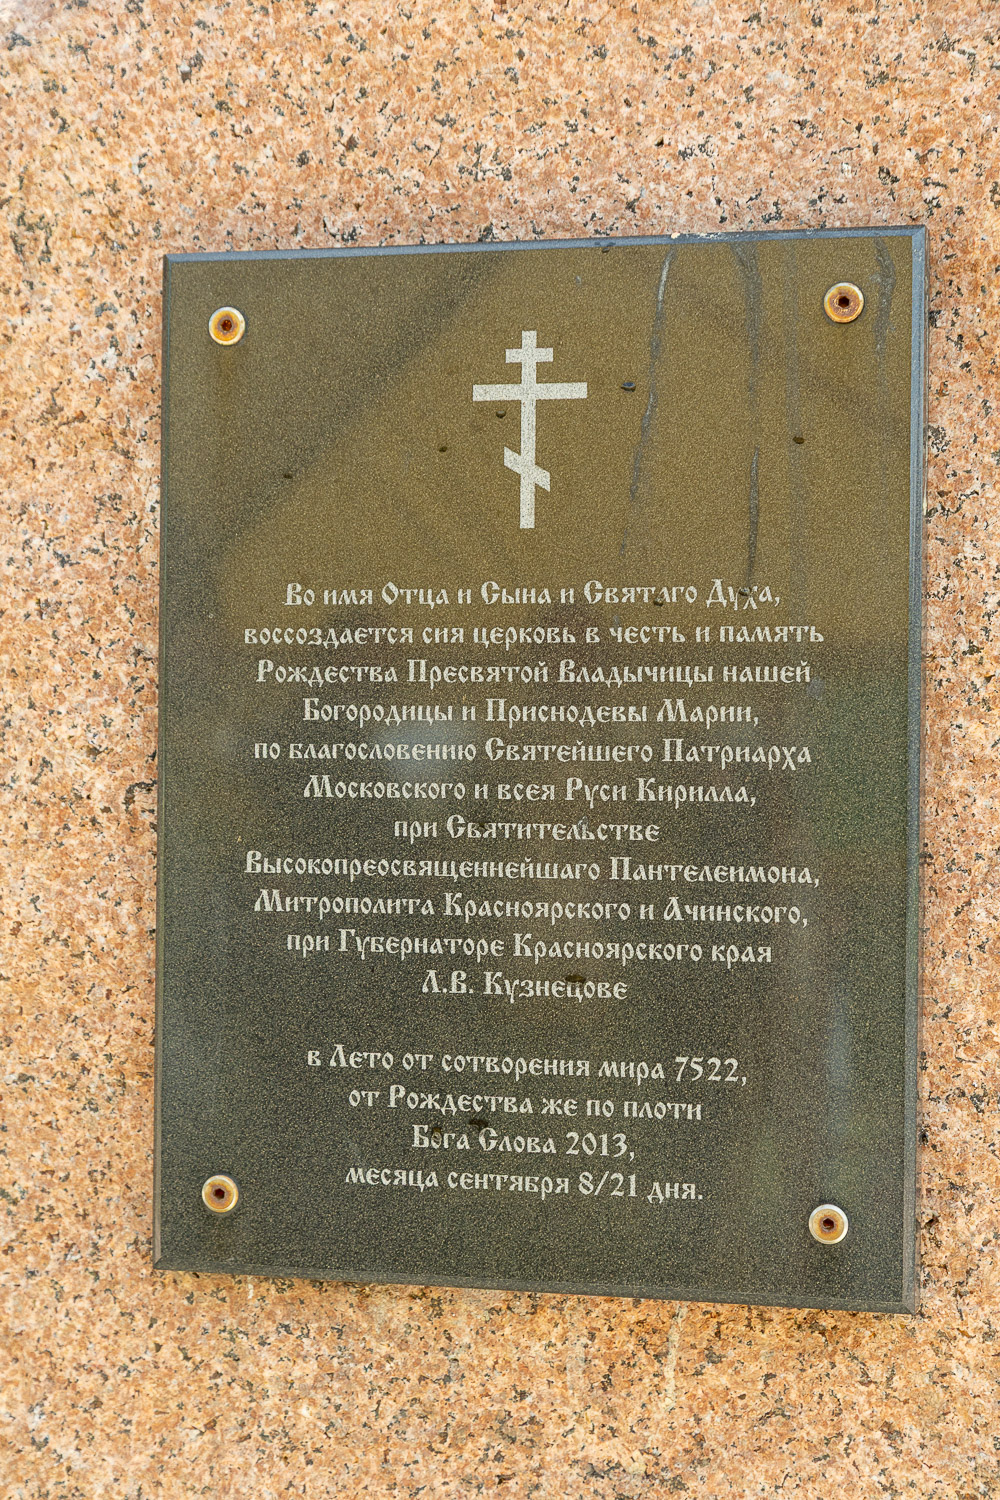 Во имя Отца и Сына и Святаго Духа,
воссоздается сия церковь в честь и память
Рождества Пресвятой Владычицы нашей
Богородицы и Приснодевы Марии,
по благословению Святейшего Патриарха
Московского и всея Руси Кирилла,
при Святительстве
Высокопреосвященнейшаго Пантелеимона,
Митрополита Красноярского и Ачинского,
при Губернаторе Красноярского края
Л.В. Кузнецове
в Лето от сотворения мира 7522,
от Рождества же по плоти
Бога Слова 2013,
месяца сентября 8/21 дня.